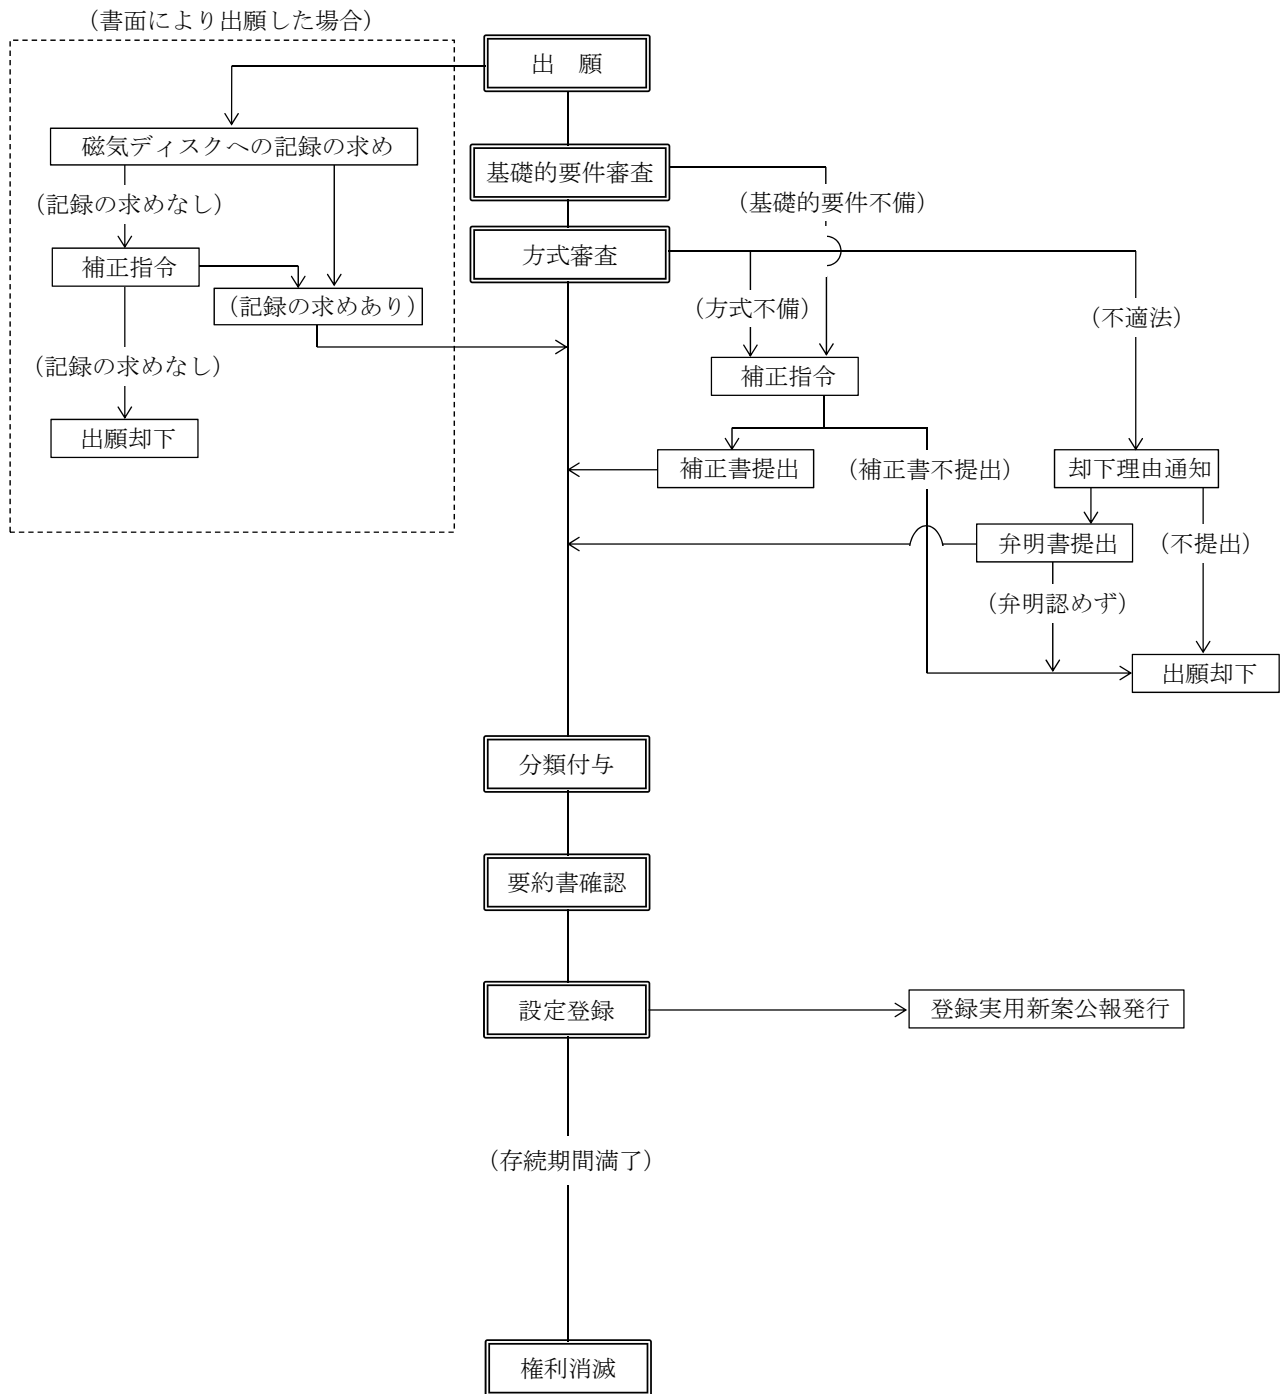 （書面により出願した場合）
出　願
磁気ディスクへの記録の求め
基礎的要件審査
（記録の求めなし）
（基礎的要件不備）
方式審査
補正指令
（記録の求めあり）
（方式不備）
（不適法）
（記録の求めなし）
補正指令
出願却下
補正書提出
（補正書不提出）
却下理由通知
弁明書提出
（不提出）
（弁明認めず）
出願却下
分類付与
要約書確認
設定登録
登録実用新案公報発行
（存続期間満了）
権利消滅